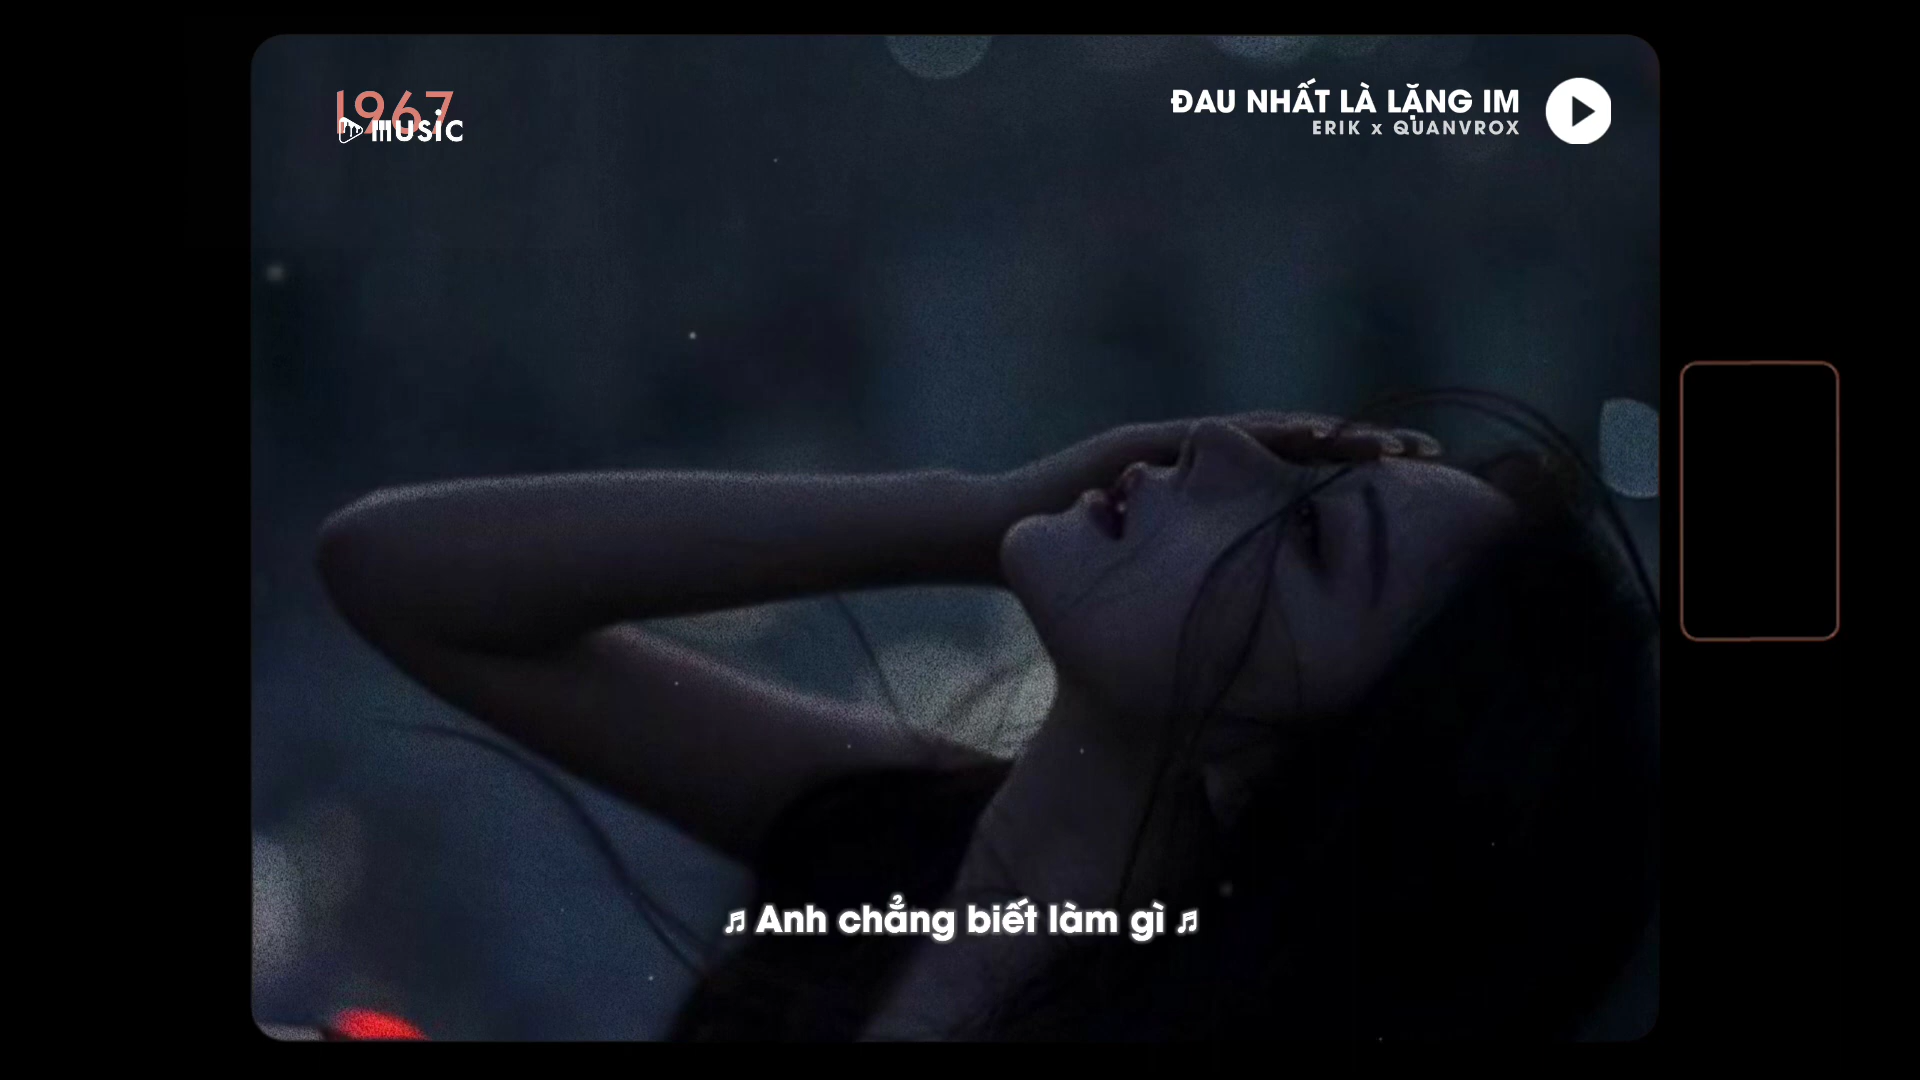 1967
MUSIC
ĐAU NHẤT LÀ LẶNG IM
ERIK x QUANVROX
♬ Anh chẳng biết làm gì ♬